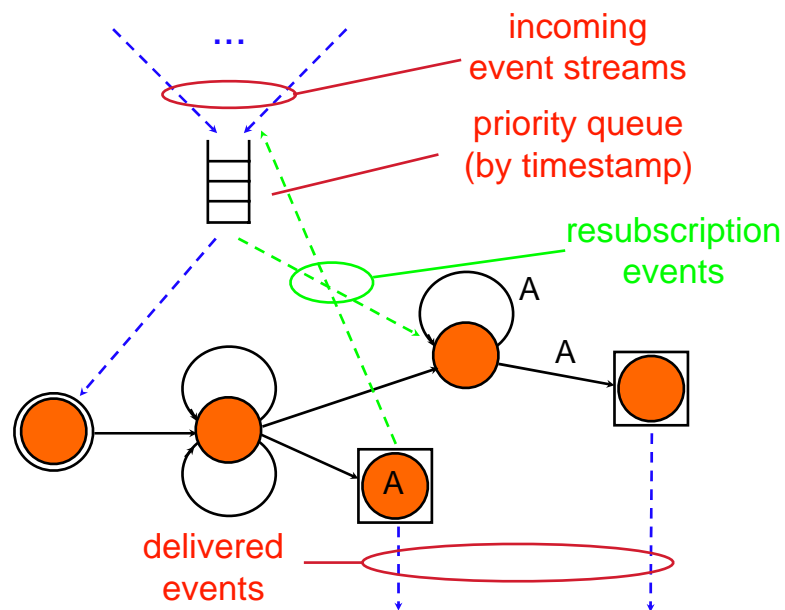 ...
incoming
event streams
priority queue
(by timestamp)
resubscription
events
A
A
A
delivered
events